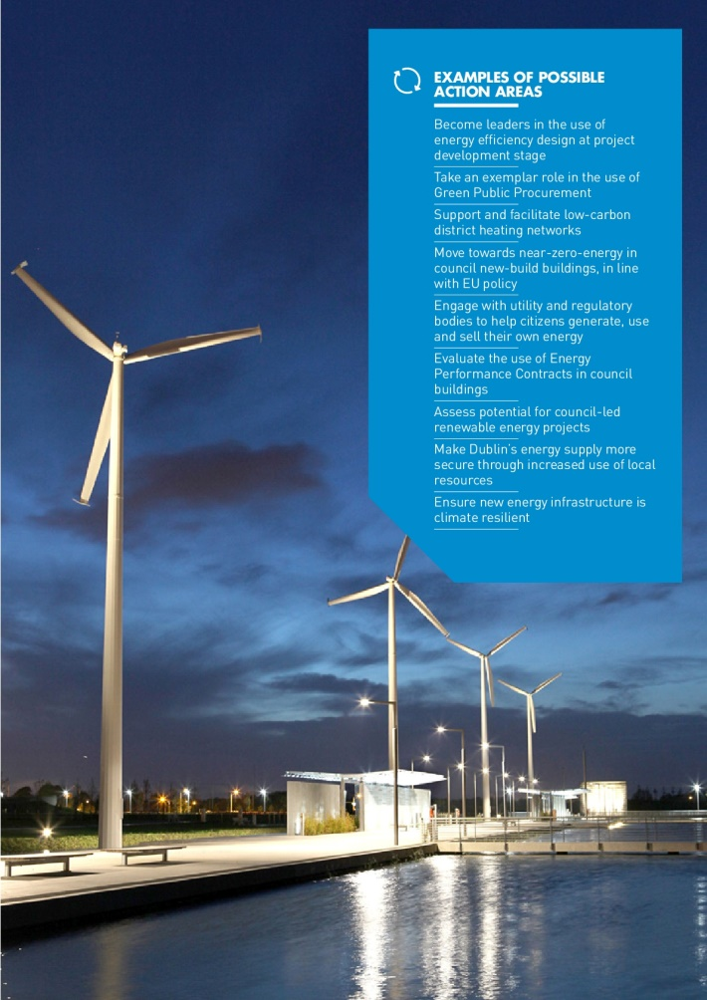 EXAMPLES OF POSSIBLE
ACTION AREAS
Become leaders in the use of
energy efficiency design at project
development stage
Take an exemplar role in the use of
Green Public Procurement
Support and facilitate low-carbon
district heating networks
Move towards near-zero-energy in
council new-build buildings, in line
with EU policy
Engage with utility and regulatory
bodies to help citizens generate, use
and sell their own energy
Evaluate the use of Energy
Performance Contracts in council
buildings
Assess potential for council-led
renewable energy projects
Make Dublin's energy supply more
secure through increased use of local
resources
Ensure new energy infrastructure is
climate resilient